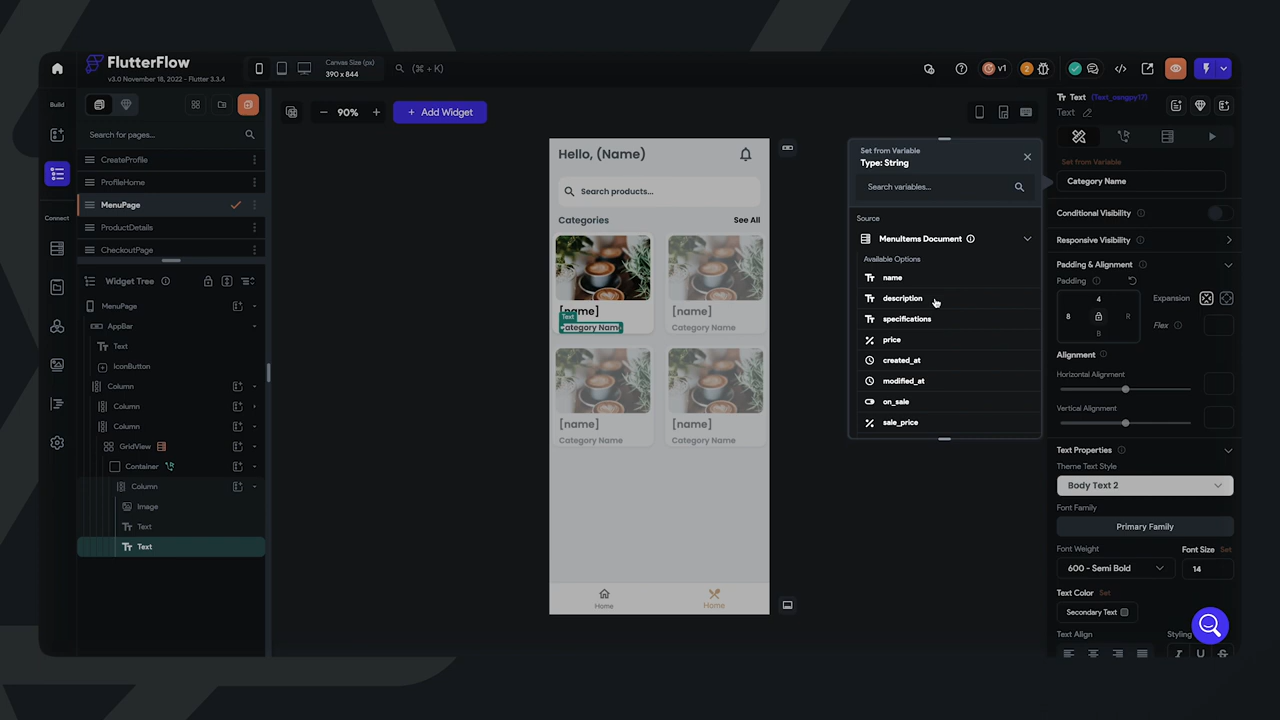 FlutterFlow
v3.0 November 18, 2022 - Flutter 3.3.4
Canvas Size (px)
390 x 844
(⌘ + K)
v1
2
Build
Connect
Search for pages...
CreateProfile
ProfileHome
MenuPage
ProductDetails
CheckoutPage
Widget Tree
MenuPage
AppBar
Text
IconButton
Column
Column
Column
GridView
Container
Column
Image
Text
Text
90%
+ Add Widget
Hello, (Name)
Search products...
Categories
See All
[name]
Text
Category Name
[name]
Category Name
[name]
Category Name
[name]
Category Name
Home
Home
Set from Variable
Type: String
Search variables...
Source
MenuItems Document
Available Options
name
description
specifications
price
created_at
modified_at
on_sale
sale_price
Text
Text
Set from Variable
Category Name
Conditional Visibility
Responsive Visibility
Padding & Alignment
Padding
Expansion
4
8
R
B
Flex
Alignment
Horizontal Alignment
Vertical Alignment
Text Properties
Theme Text Style
Body Text 2
Font Family
Primary Family
Font Weight
Font Size
Set
600 - Semi Bold
14
Text Color
Set
Secondary Text
Text Align
Styling